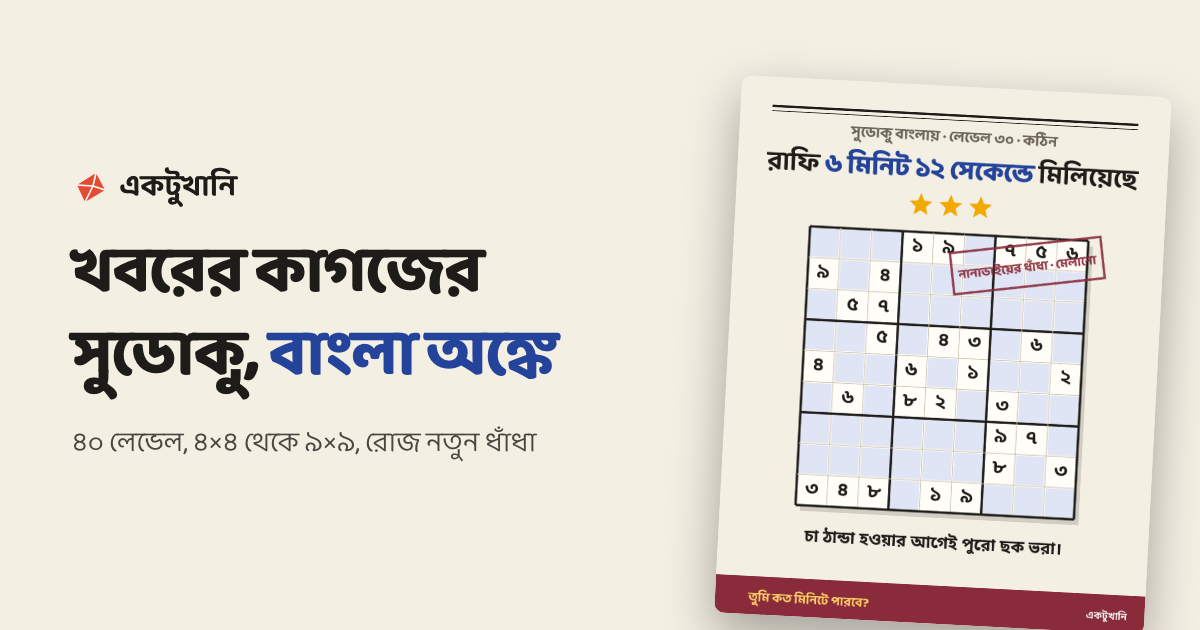 একটুখানি
খবরের কাগজের
সুডোকু, বাংলা অঙ্কে
৪০ লেভেল, ৪×৪ থেকে ৯×৯, রোজ নতুন ধাঁধা
সুডোকু বাংলায় · লেভেল ৩০ · কঠিন
রাফি ৬ মিনিট ১২ সেকেন্ডে মিলিয়েছে
১ ৯ ৭ ৫ ৬
নানাভাইয়ের ধাঁধা · মেলানো
৯ ৪
৫ ৭
৫ ৪ ৩ ৬
৪ ৬ ১ ২
৬ ৮ ২ ৩
৯ ৭
৮ ৩
৩ ৪ ৮ ১ ৯
চা ঠান্ডা হওয়ার আগেই পুরো ছক ভরা!
তুমি কত মিনিটে পারবে?
একটুখানি